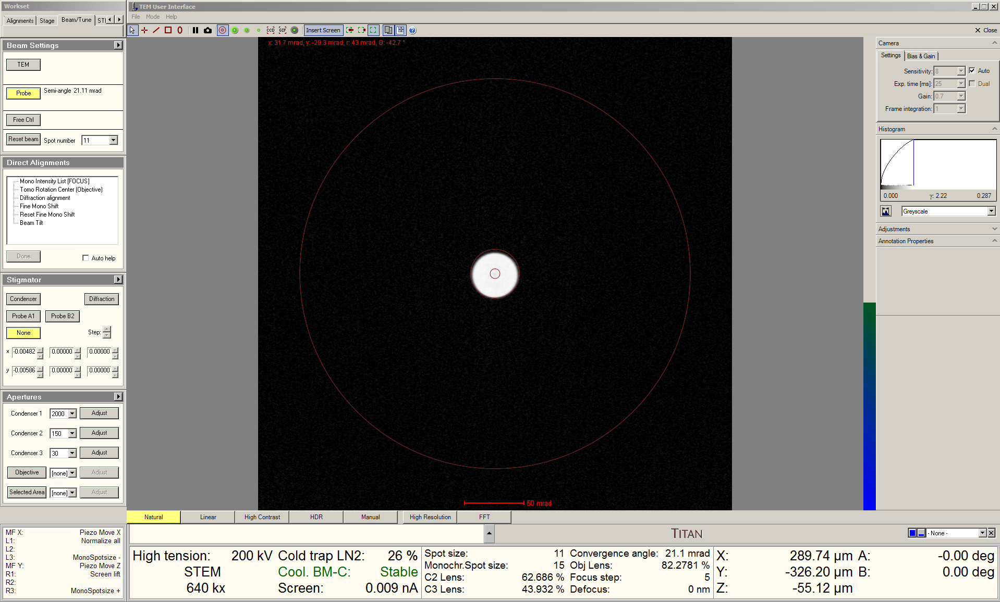 Workset
Alignments Stage Beam/Tune ST
Beam Settings
TEM
Probe Semi-angle 21.11 mrad
Free Ctrl
Reset beam Spot number 11
Direct Alignments
Mono Intensity List [FOCUS]
Tomo Rotation Center (Objective)
Diffraction alignment
Fine Mono Shift
Reset Fine Mono Shift
Beam Tilt
Done Auto help
Stigmator
Condenser Diffraction
Probe A1 Probe B2
None Step:
x -0.00482 0.00000 0.00000
y -0.00586 0.00000 0.00000
Apertures
Condenser 1 2000 Adjust
Condenser 2 150 Adjust
Condenser 3 30 Adjust
Objective [none] Adjust
Selected Area [none] Adjust
MF X: Piezo Move X
L1: Normalize all
L2:
L3: MonoSpotsize -
MF Y: Piezo Move Z
R1: Screen lift
R2:
R3: MonoSpotsize +
TEM User Interface
File Mode Help
CCD GIF Insert Screen Close
x: 31.7 mrad, y: -29.3 mrad, r: 43 mrad, Θ: -42.7 °
50 mrad
Camera
Settings Bias & Gain
Sensitivity: 8 Auto
Exp. time [ms]: 25 Dual
Gain: 0.7
Frame integration: 1
Histogram
0.000 γ: 2.22 0.287
Greyscale
Adjustments
Annotation Properties
Natural Linear High Contrast HDR Manual High Resolution FFT
TITAN
- None -
High tension: 200 kV Cold trap LN2: 26 %
STEM Cool. BM-C: Stable
640 kx Screen: 0.009 nA
Spot size: 11 Convergence angle: 21.1 mrad
Monochr.Spot size: 15 Obj Lens: 82.2781 %
C2 Lens: 62.686 % Focus step: 5
C3 Lens: 43.932 % Defocus: 0 nm
X: 289.74 µm A: -0.00 deg
Y: -326.20 µm B: 0.00 deg
Z: -55.12 µm